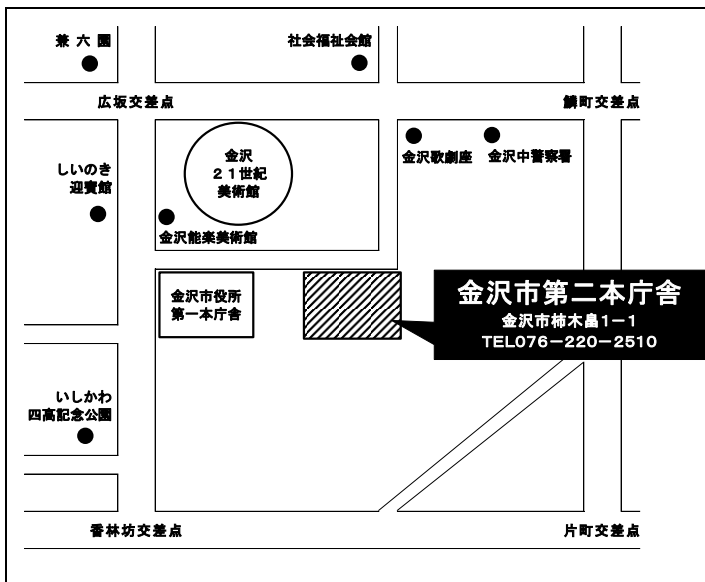 兼六園
社会福祉会館
広坂交差点
鱗町交差点
金沢
21世紀
美術館
金沢歌劇座
金沢中警察署
しいのき
迎賓館
金沢能楽美術館
金沢市役所
第一本庁舎
金沢市第二本庁舎
金沢市柿木畠1−1
TEL076−220−2510
いしかわ
四高記念公園
香林坊交差点
片町交差点